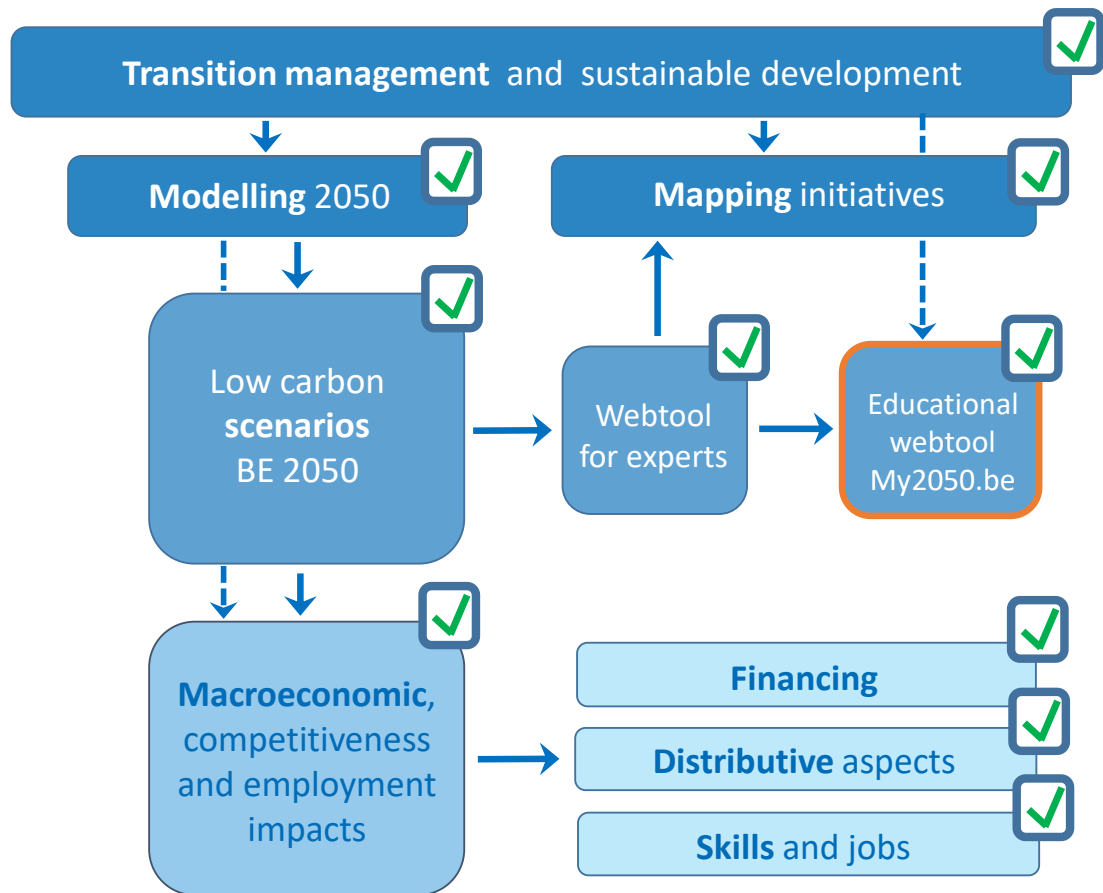 Transition management and sustainable development
Modelling 2050
Mapping initiatives
Low carbon
scenarios
BE 2050
Webtool
for experts
Educational
webtool
My2050.be
Macroeconomic,
competitiveness
and employment
impacts
Financing
Distributive aspects
Skills and jobs